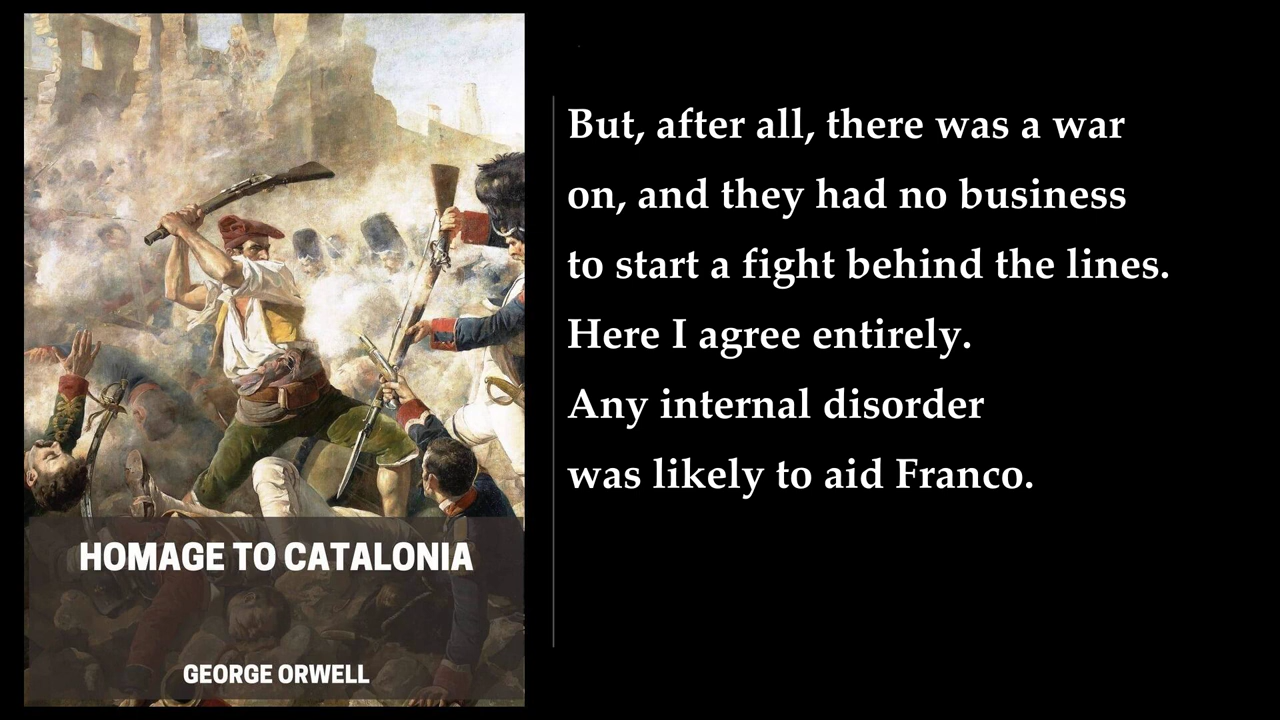 But, after all, there was a war
on, and they had no business
to start a fight behind the lines.
Here I agree entirely.
Any internal disorder
was likely to aid Franco.
HOMAGE TO CATALONIA
GEORGE ORWELL